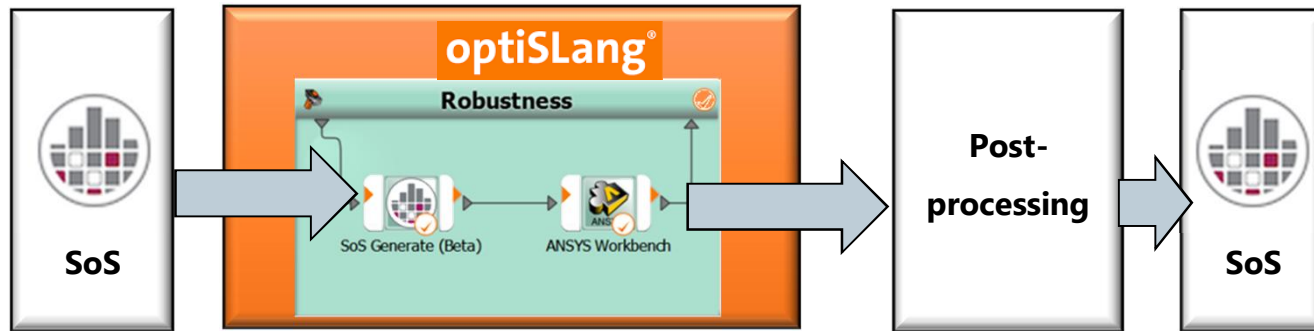 SoS
optiSLang®
Robustness
SoS Generate (Beta)
ANSYS Workbench
Post-
processing
SoS